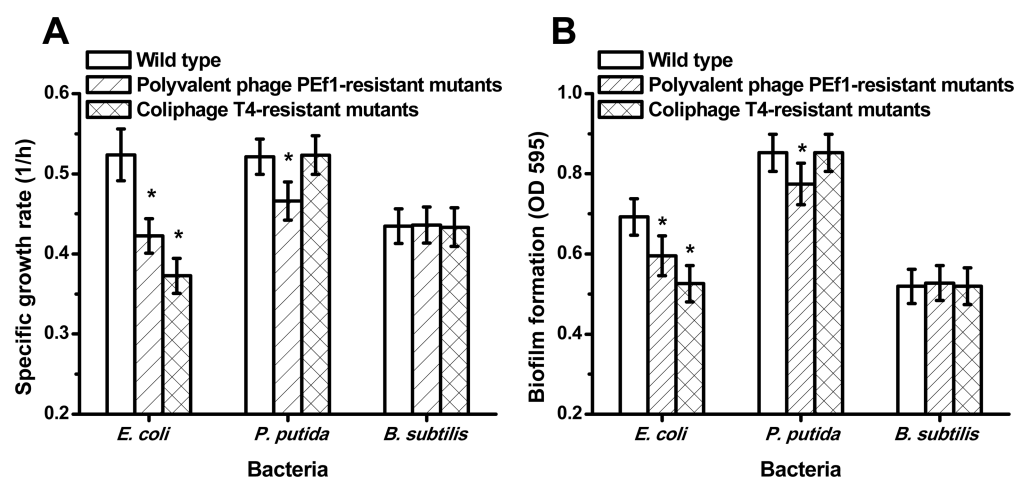 A
Wild type
Polyvalent phage PEf1-resistant mutants
Coliphage T4-resistant mutants
0.6
0.5
0.4
0.3
0.2
Specific growth rate (1/h)
*
*
*
E. coli
P. putida
B. subtilis
Bacteria
B
Wild type
Polyvalent phage PEf1-resistant mutants
Coliphage T4-resistant mutants
1.0
0.8
0.6
0.4
0.2
Biofilm formation (OD 595)
*
*
*
E. coli
P. putida
B. subtilis
Bacteria